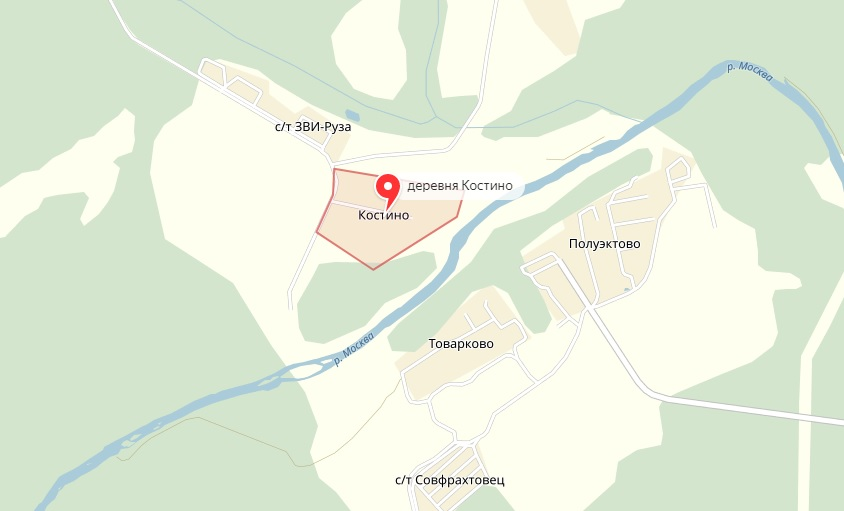 р. Москва
с/т ЗВИ-Руза
деревня Костино
Костино
Полуэктово
р. Москва
Товарково
с/т Совфрахтовец